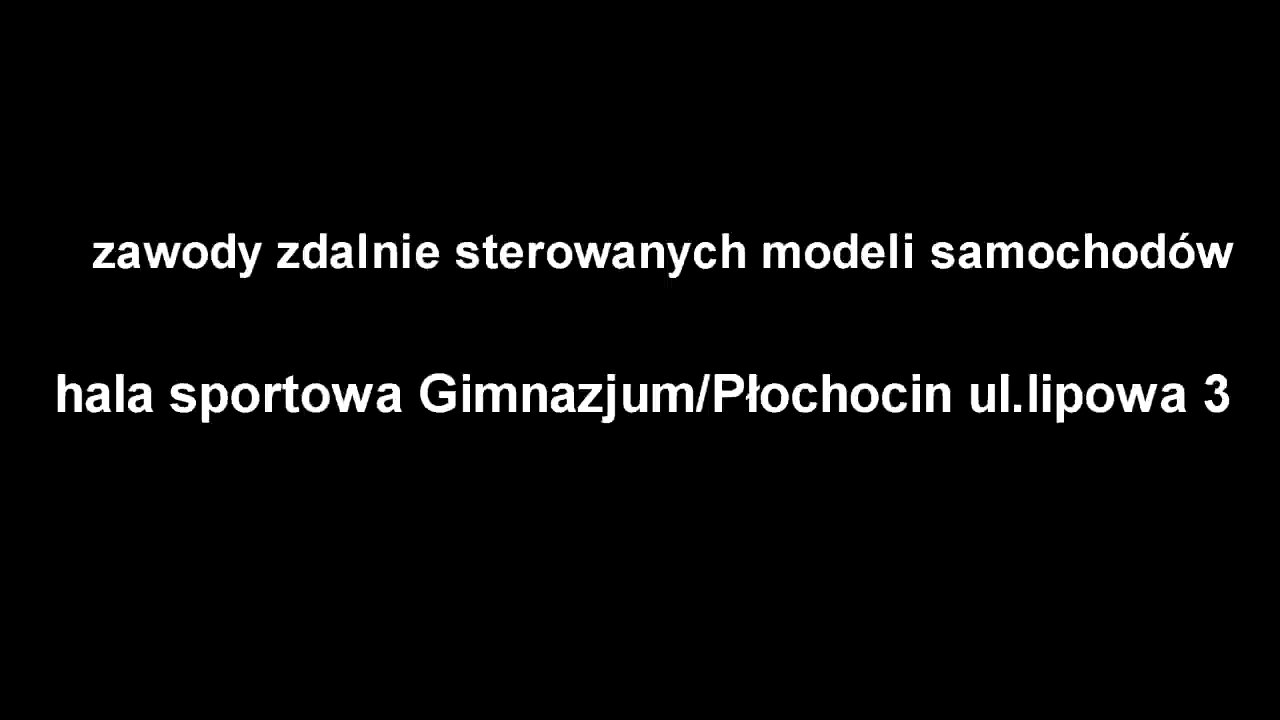 zawody zdalnie sterowanych modeli samochodów
hala sportowa Gimnazjum/Płochocin ul.lipowa 3